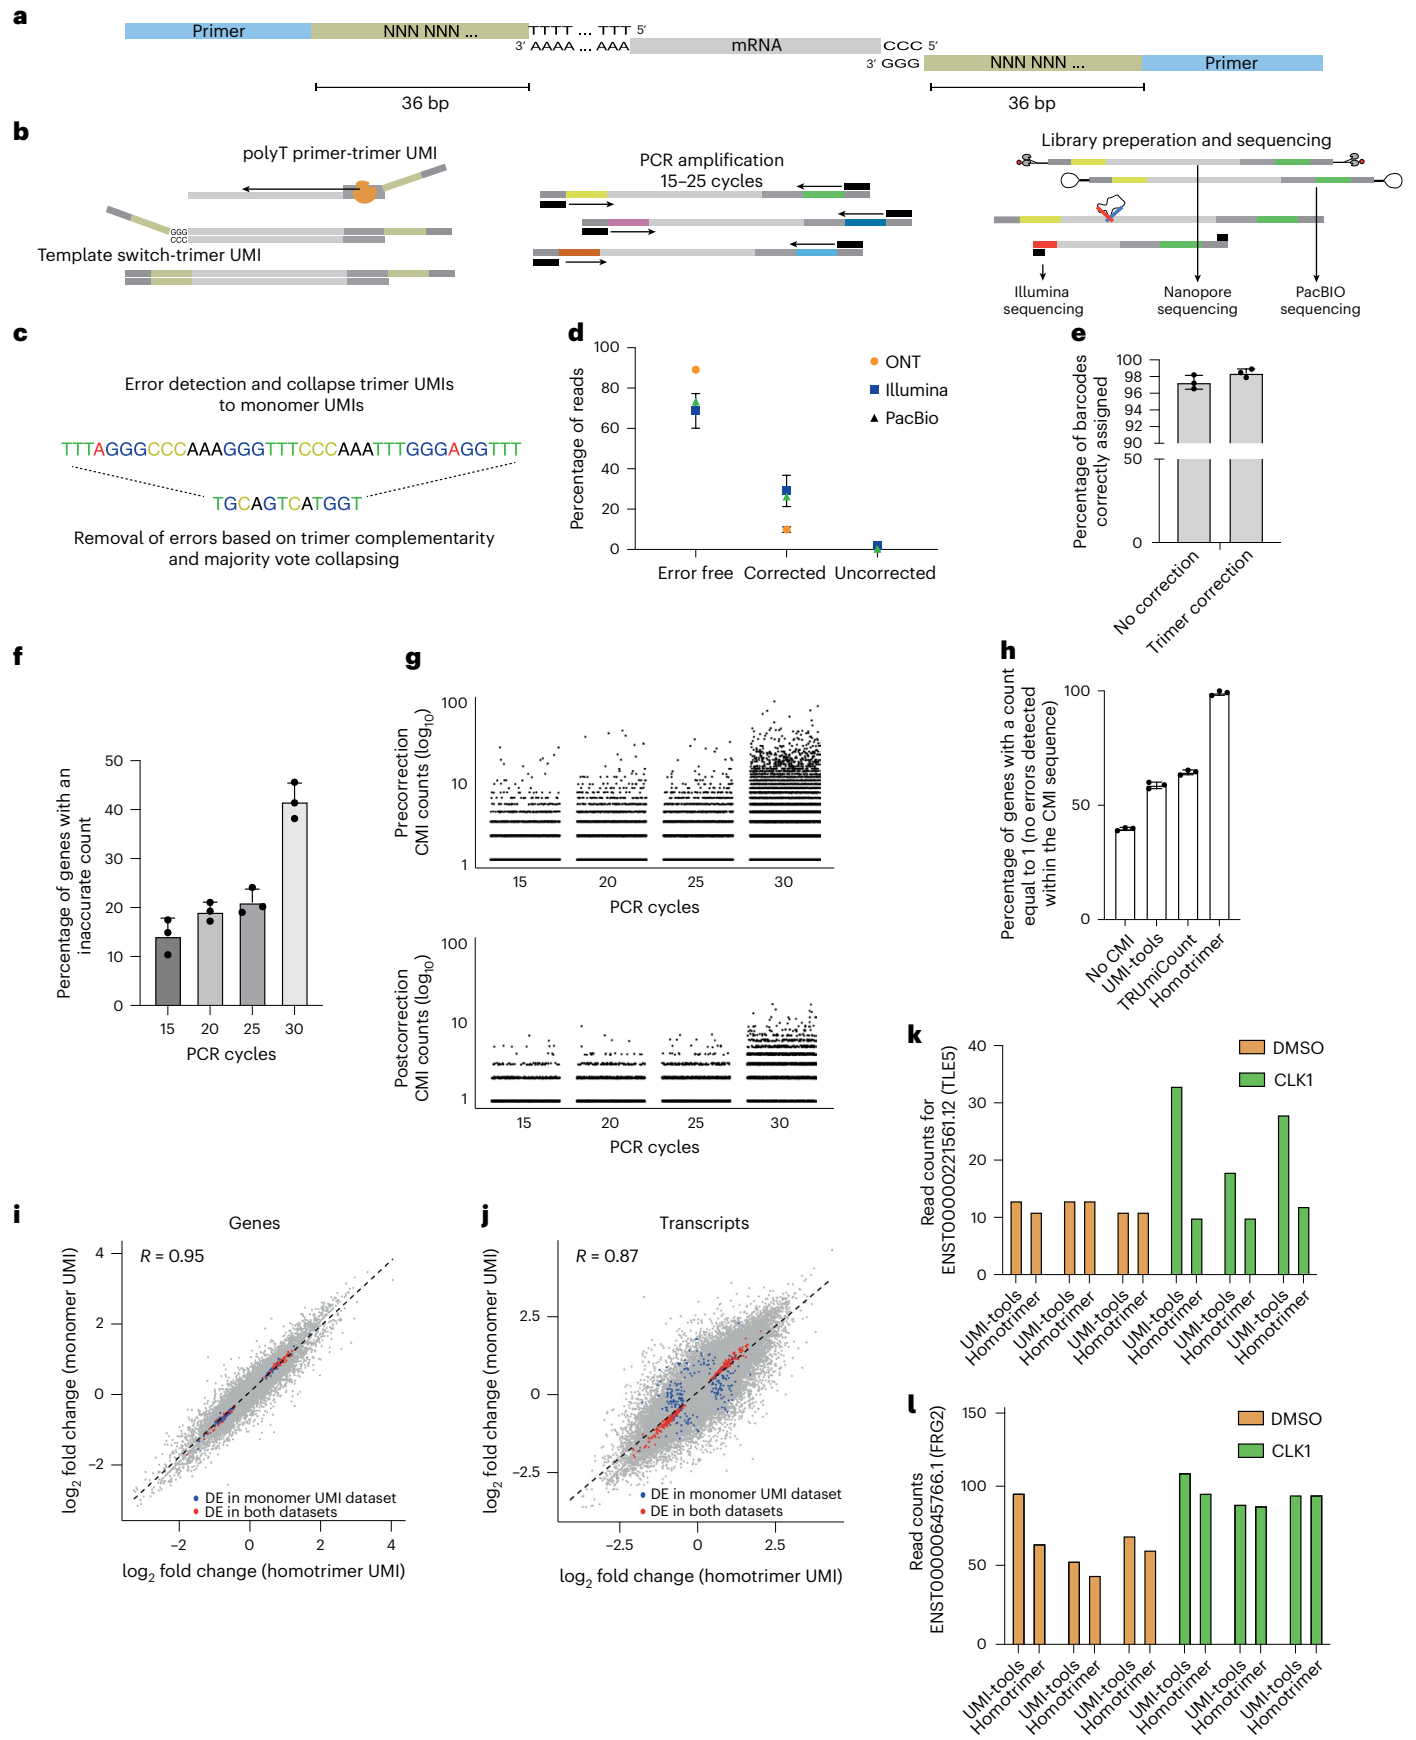 a
Primer
NNN NNN ...
TTTT ... TTT 5′
3′ AAAA ... AAA
mRNA
CCC 5′
3′ GGG
NNN NNN ...
Primer
36 bp
36 bp
b
polyT primer-trimer UMI
GGG
CCC
Template switch-trimer UMI
PCR amplification
15–25 cycles
Library preperation and sequencing
Illumina
sequencing
Nanopore
sequencing
PacBIO
sequencing
c
Error detection and collapse trimer UMIs
to monomer UMIs
TTTAGGGCCCAAAGGGTTTCCCAAATTTGGGAGGTTT
TGCAGTCATGGT
Removal of errors based on trimer complementarity
and majority vote collapsing
d
Percentage of reads
100
80
60
40
20
0
Error free
Corrected
Uncorrected
ONT
Illumina
PacBio
e
Percentage of barcodes
correctly assigned
100
98
96
94
92
90
50
0
No correction
Trimer correction
f
Percentage of genes with an
inaccurate count
50
40
30
20
10
0
15
20
25
30
PCR cycles
g
Precorrection
CMI counts (log10)
100
10
1
15
20
25
30
PCR cycles
Postcorrection
CMI counts (log10)
100
10
1
15
20
25
30
PCR cycles
h
Percentage of genes with a count
equal to 1 (no errors detected
within the CMI sequence)
100
50
0
No CMI
UMI-tools
TRUmiCount
Homotrimer
i
Genes
R = 0.95
log2 fold change (monomer UMI)
4
2
0
−2
DE in monomer UMI dataset
DE in both datasets
−2
0
2
4
log2 fold change (homotrimer UMI)
j
Transcripts
R = 0.87
log2 fold change (monomer UMI)
2.5
0
−2.5
DE in monomer UMI dataset
DE in both datasets
−2.5
0
2.5
log2 fold change (homotrimer UMI)
k
Read counts for
ENST00000221561.12 (TLE5)
40
30
20
10
0
DMSO
CLK1
UMI-tools
Homotrimer
UMI-tools
Homotrimer
UMI-tools
Homotrimer
UMI-tools
Homotrimer
UMI-tools
Homotrimer
UMI-tools
Homotrimer
l
Read counts
ENST00000645766.1 (FRG2)
150
100
50
0
DMSO
CLK1
UMI-tools
Homotrimer
UMI-tools
Homotrimer
UMI-tools
Homotrimer
UMI-tools
Homotrimer
UMI-tools
Homotrimer
UMI-tools
Homotrimer